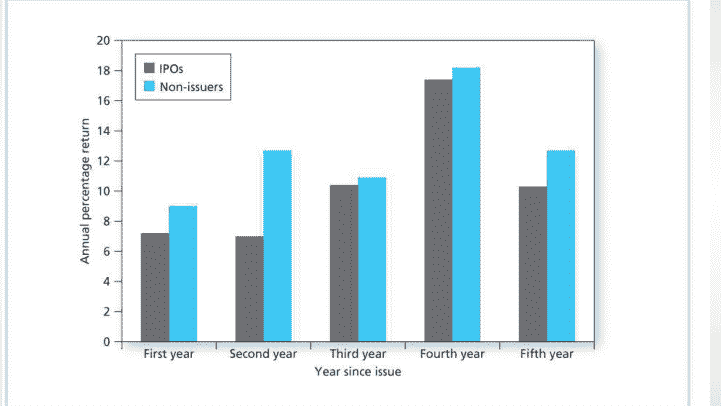 20
18
16
14
12
10
8
6
4
2
0
Annual percentage return
IPOs
Non-issuers
First year
Second year
Third year
Fourth year
Fifth year
Year since issue